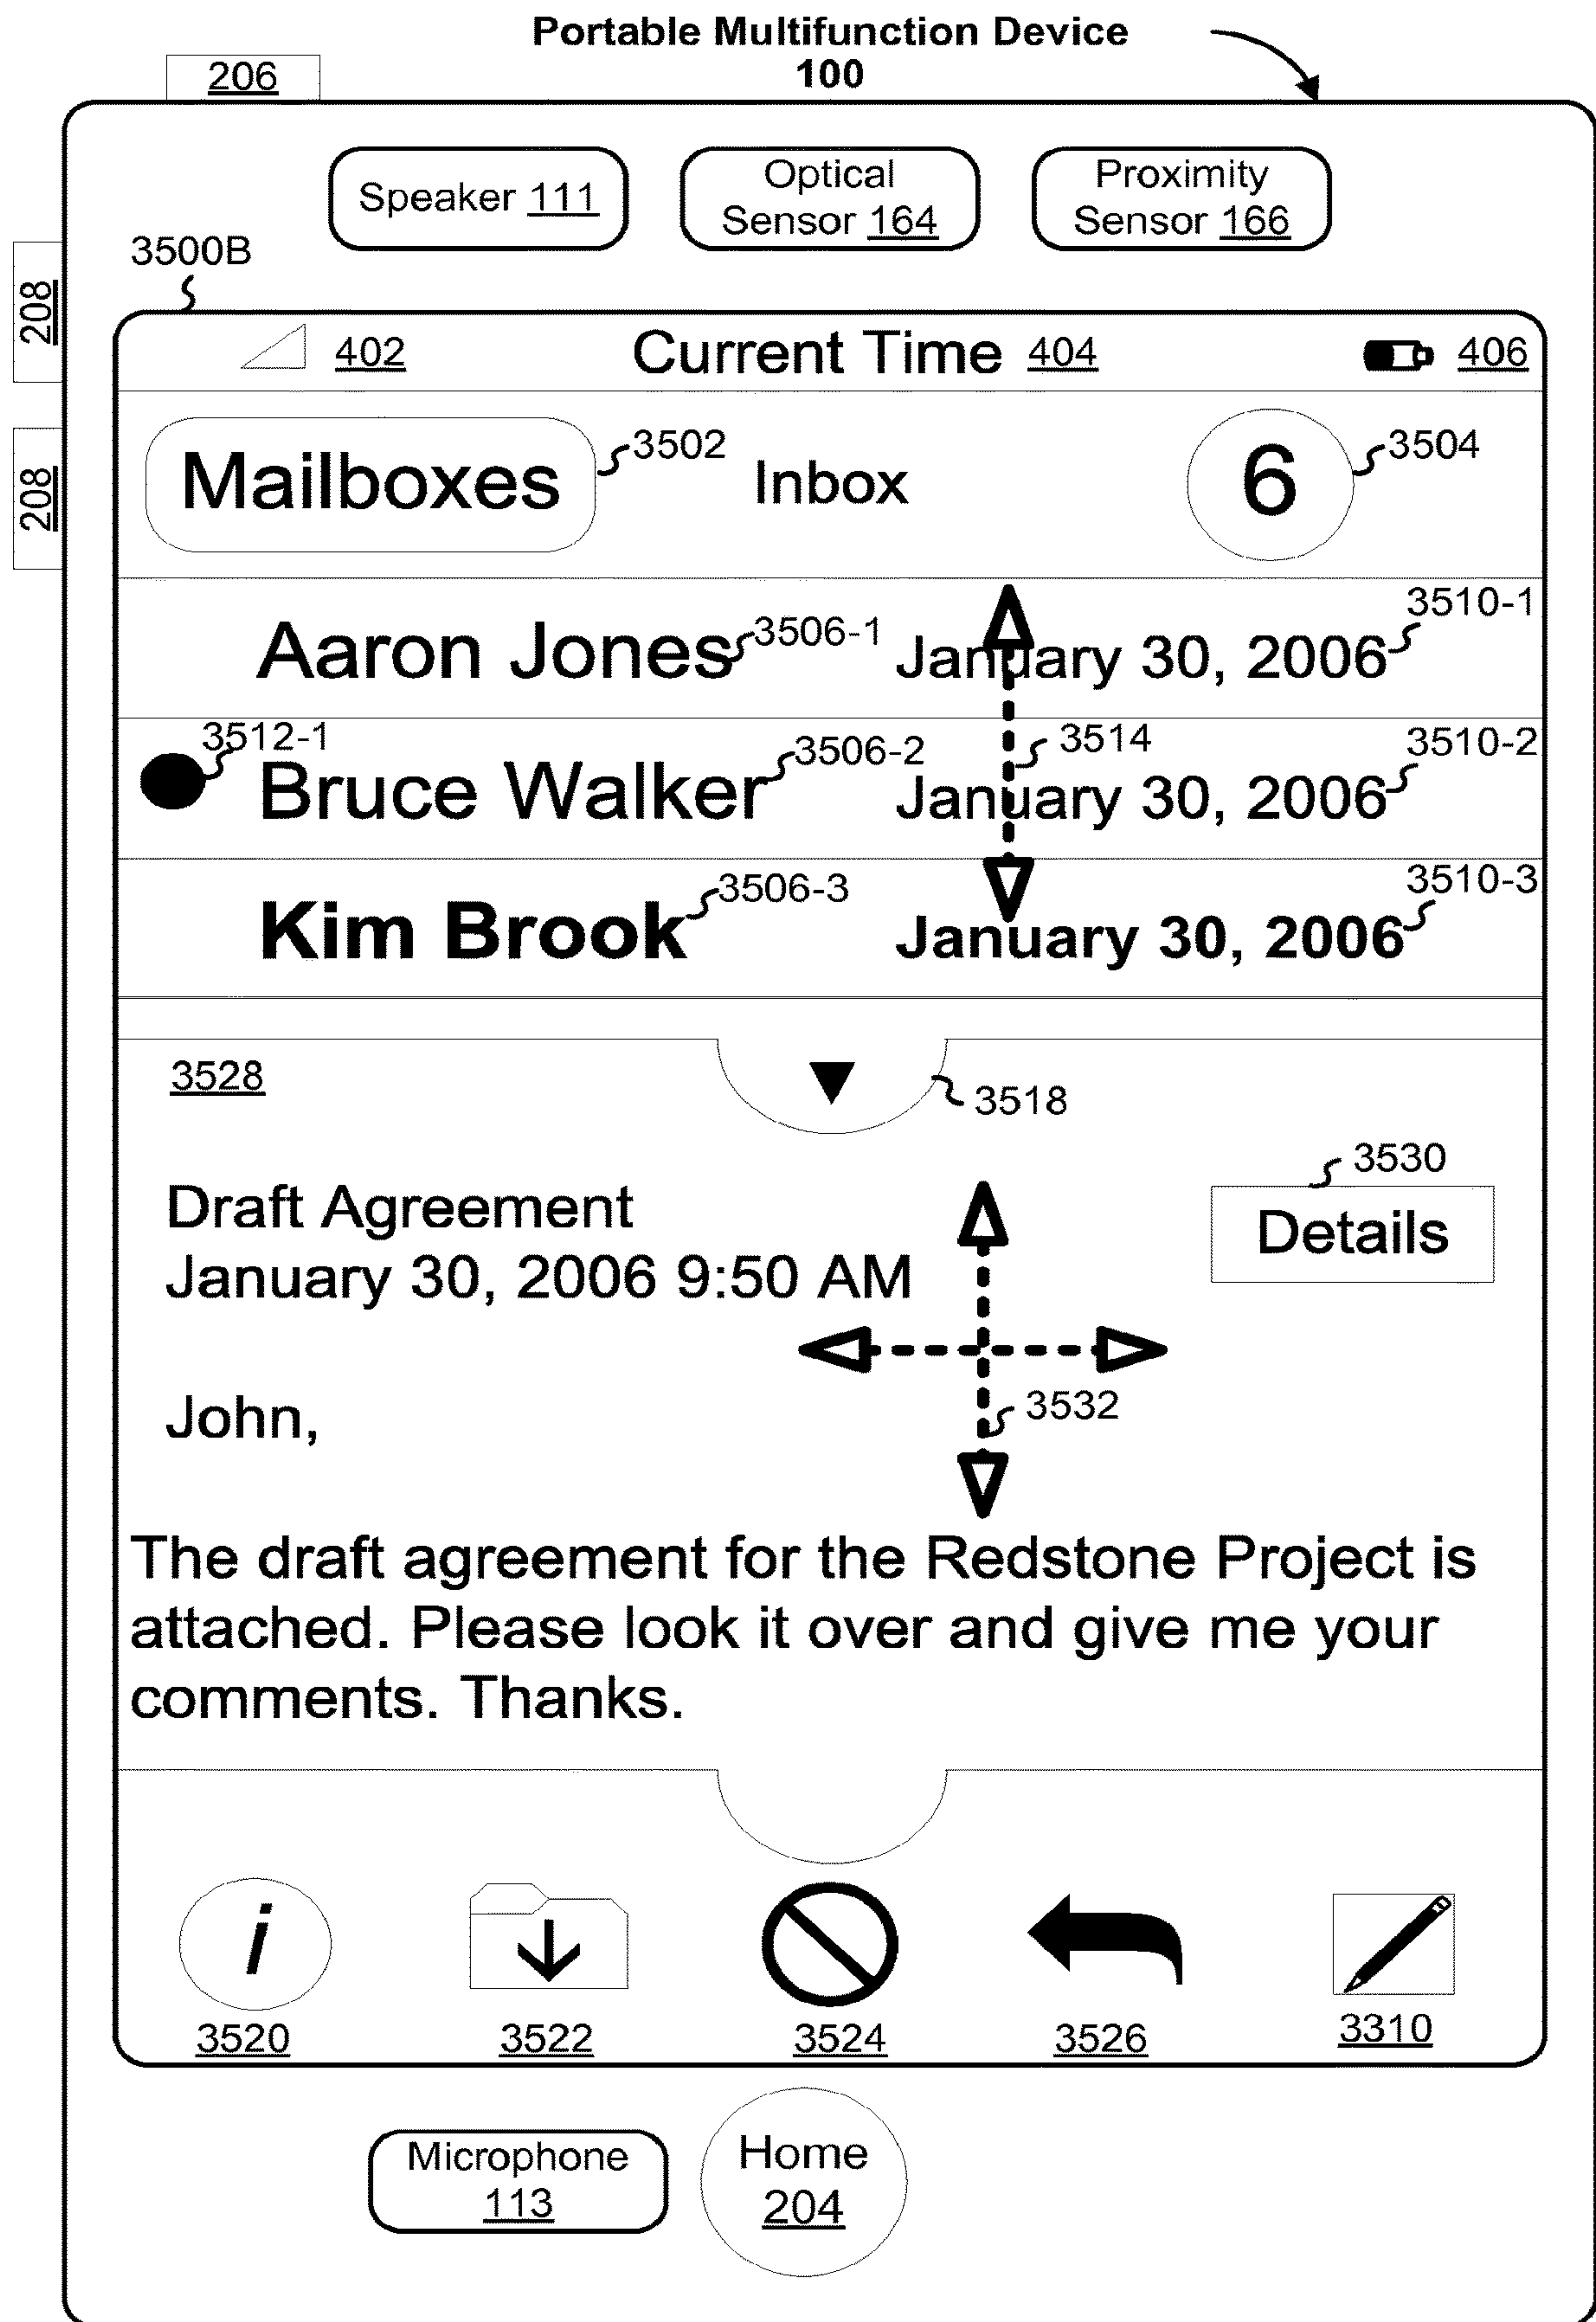 Portable Multifunction Device
100
206
Speaker 111
Optical
Sensor 164
Proximity
Sensor 166
208
208
3500B
402
Current Time 404
406
Mailboxes
3502
Inbox
6
3504
Aaron Jones
3506-1
January 30, 2006
3510-1
3512-1
Bruce Walker
3506-2
3514
January 30, 2006
3510-2
Kim Brook
3506-3
January 30, 2006
3510-3
3528
3518
3530
Details
Draft Agreement
January 30, 2006 9:50 AM
3532
John,
The draft agreement for the Redstone Project is
attached. Please look it over and give me your
comments. Thanks.
i
3520
3522
3524
3526
3310
Microphone
113
Home
204